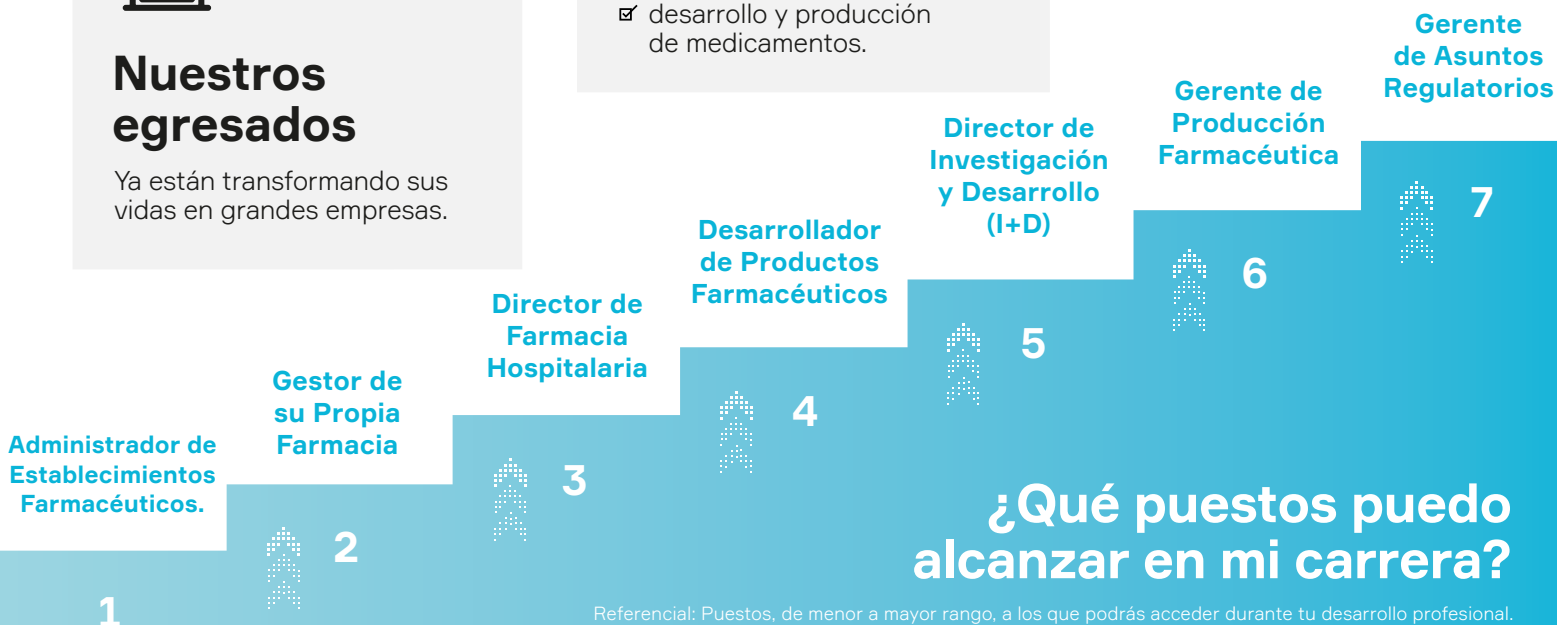 desarrollo y producción
de medicamentos.
Nuestros
egresados
Ya están transformando sus
vidas en grandes empresas.
Administrador de
Establecimientos
Farmacéuticos.
1
Gestor de
su Propia
Farmacia
2
Director de
Farmacia
Hospitalaria
3
Desarrollador
de Productos
Farmacéuticos
4
Director de
Investigación
y Desarrollo
(I+D)
5
Gerente de
Producción
Farmacéutica
6
Gerente
de Asuntos
Regulatorios
7
¿Qué puestos puedo
alcanzar en mi carrera?
Referencial: Puestos, de menor a mayor rango, a los que podrás acceder durante tu desarrollo profesional.